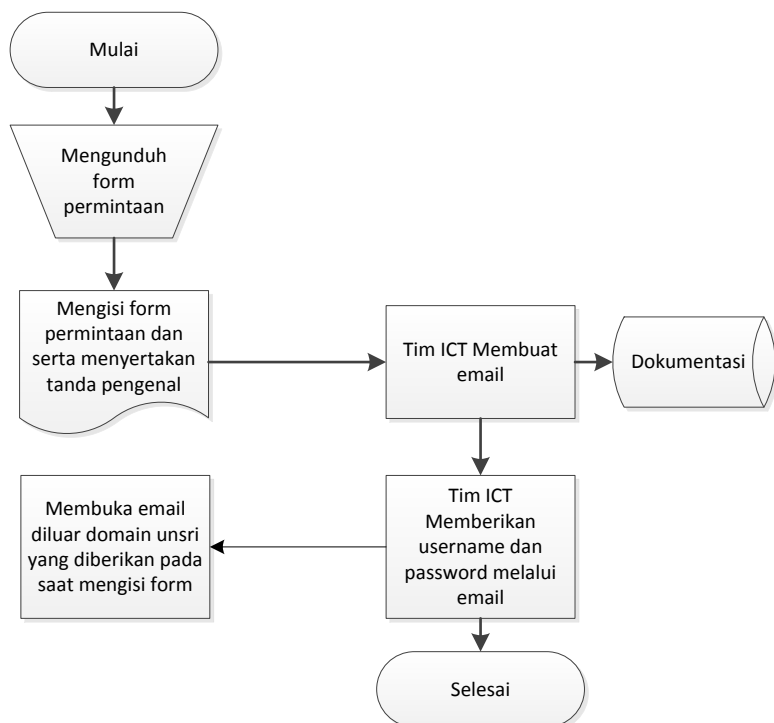 Mulai
Mengunduh
form
permintaan
Mengisi form
permintaan dan
serta menyertakan
tanda pengenal
Tim ICT Membuat
email
Dokumentasi
Membuka email
diluar domain unsri
yang diberikan pada
saat mengisi form
Tim ICT
Memberikan
username dan
password melalui
email
Selesai